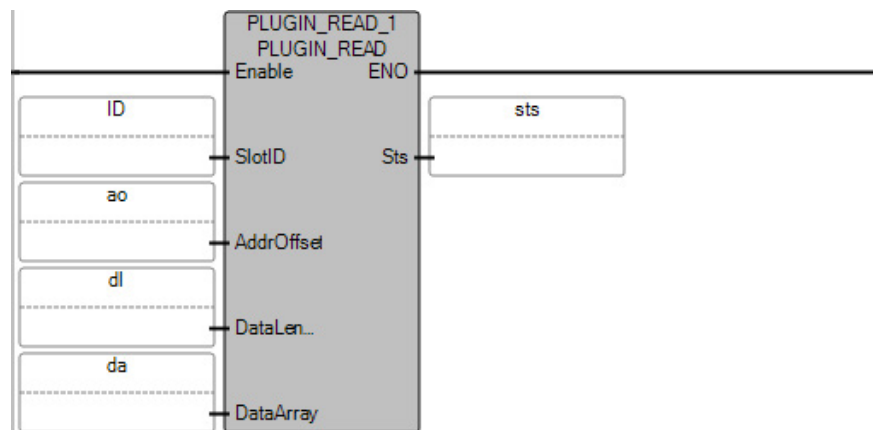 PLUGIN_READ_1
PLUGIN_READ
Enable ENO
ID sts
SlotID Sts
ao
AddrOffset
dl
DataLen...
da
DataArray